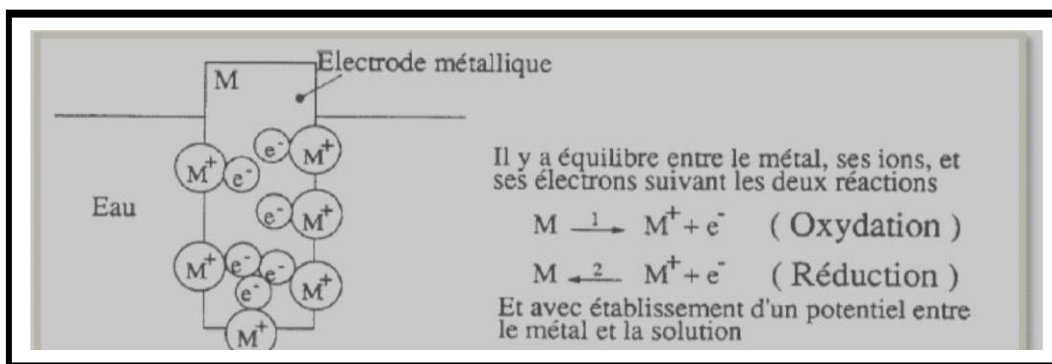 Electrode métallique
M
e⁻ M⁺
M⁺ e⁻
Eau
e⁻ M⁺
M⁺ e⁻ e⁻ M⁺
e⁻
M⁺
Il y a équilibre entre le métal, ses ions, et
ses électrons suivant les deux réactions
M —1→ M⁺ + e⁻ ( Oxydation )
M ←2— M⁺ + e⁻ ( Réduction )
Et avec établissement d'un potentiel entre
le métal et la solution